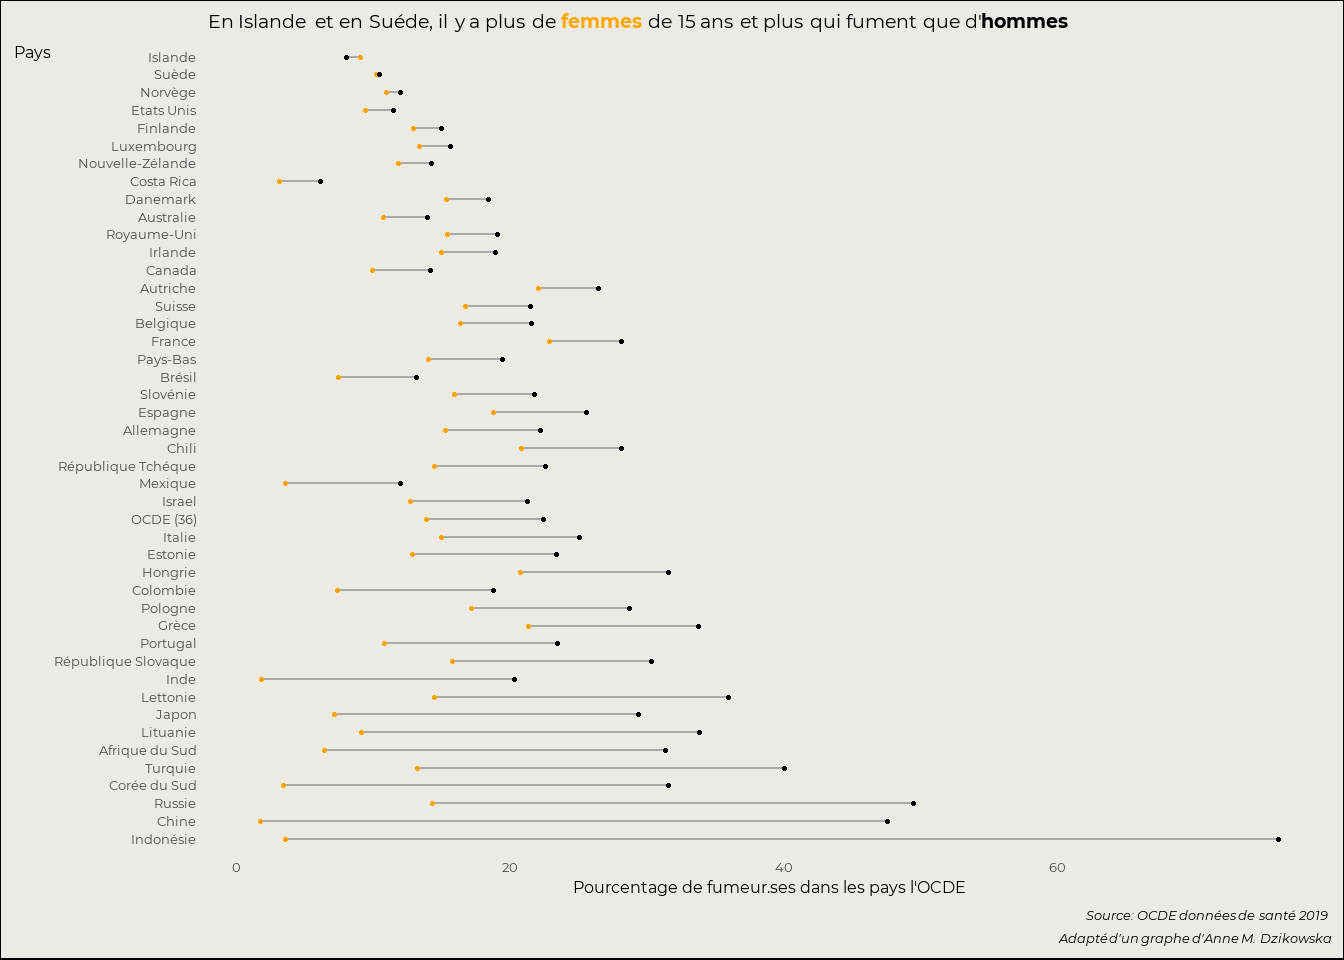 En Islande et en Suéde, il y a plus de femmes de 15 ans et plus qui fument que d'hommes
Pays
Islande
Suède
Norvège
Etats Unis
Finlande
Luxembourg
Nouvelle-Zélande
Costa Rica
Danemark
Australie
Royaume-Uni
Irlande
Canada
Autriche
Suisse
Belgique
France
Pays-Bas
Brésil
Slovénie
Espagne
Allemagne
Chili
République Tchéque
Mexique
Israel
OCDE (36)
Italie
Estonie
Hongrie
Colombie
Pologne
Grèce
Portugal
République Slovaque
Inde
Lettonie
Japon
Lituanie
Afrique du Sud
Turquie
Corée du Sud
Russie
Chine
Indonésie
0 20 40 60
Pourcentage de fumeur.ses dans les pays l'OCDE
Source: OCDE données de santé 2019
Adapté d'un graphe d'Anne M. Dzikowska